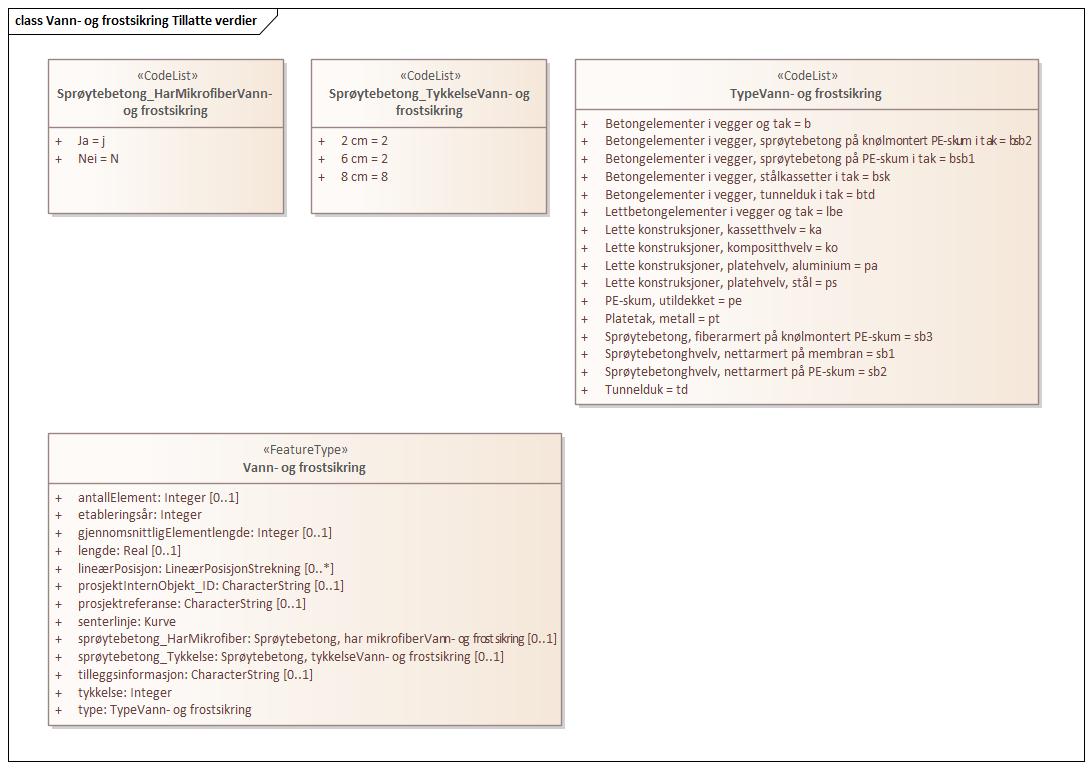 class Vann- og frostsikring Tillatte verdier
«CodeList»
Sprøytebetong_HarMikrofiberVann-
og frostsikring
+ Ja = j
+ Nei = N
«CodeList»
Sprøytebetong_TykkelseVann- og
frostsikring
+ 2 cm = 2
+ 6 cm = 2
+ 8 cm = 8
«CodeList»
TypeVann- og frostsikring
+ Betongelementer i vegger og tak = b
+ Betongelementer i vegger, sprøytebetong på knølmontert PE-skum i tak = bsb2
+ Betongelementer i vegger, sprøytebetong på PE-skum i tak = bsb1
+ Betongelementer i vegger, stålkassetter i tak = bsk
+ Betongelementer i vegger, tunnelduk i tak = btd
+ Lettbetongelementer i vegger og tak = lbe
+ Lette konstruksjoner, kassetthvelv = ka
+ Lette konstruksjoner, kompositthvelv = ko
+ Lette konstruksjoner, platehvelv, aluminium = pa
+ Lette konstruksjoner, platehvelv, stål = ps
+ PE-skum, utildekket = pe
+ Platetak, metall = pt
+ Sprøytebetong, fiberarmert på knølmontert PE-skum = sb3
+ Sprøytebetonghvelv, nettarmert på membran = sb1
+ Sprøytebetonghvelv, nettarmert på PE-skum = sb2
+ Tunnelduk = td
«FeatureType»
Vann- og frostsikring
+ antallElement: Integer [0..1]
+ etableringsår: Integer
+ gjennomsnittligElementlengde: Integer [0..1]
+ lengde: Real [0..1]
+ lineærPosisjon: LineærPosisjonStrekning [0..*]
+ prosjektInternObjekt_ID: CharacterString [0..1]
+ prosjektreferanse: CharacterString [0..1]
+ senterlinje: Kurve
+ sprøytebetong_HarMikrofiber: Sprøytebetong, har mikrofiberVann- og frostsikring [0..1]
+ sprøytebetong_Tykkelse: Sprøytebetong, tykkelseVann- og frostsikring [0..1]
+ tilleggsinformasjon: CharacterString [0..1]
+ tykkelse: Integer
+ type: TypeVann- og frostsikring